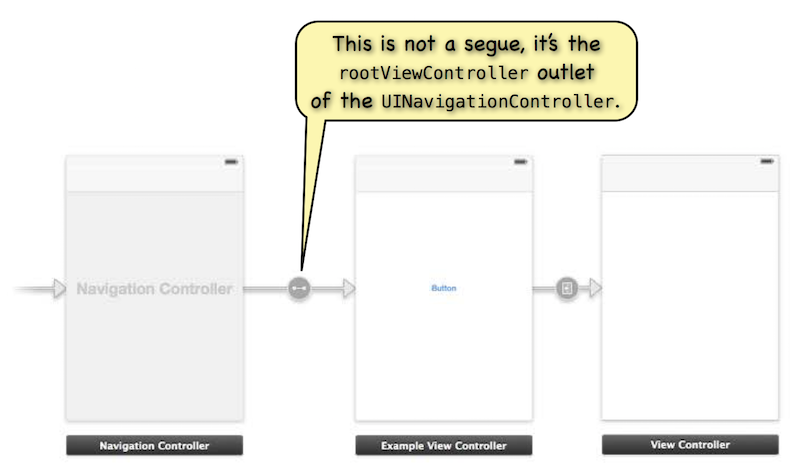 This is not a segue, it's the
rootViewController outlet
of the UINavigationController.
Navigation Controller
Button
Navigation Controller
Example View Controller
View Controller